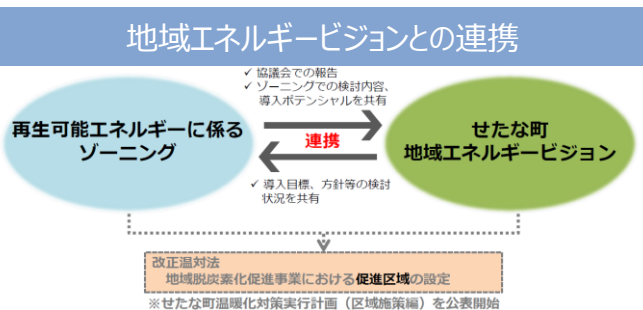 地域エネルギービジョンとの連携
✓ 協議会での報告
✓ ゾーニングでの検討内容、
導入ポテンシャルを共有
再生可能エネルギーに係る
ゾーニング
連携
せたな町
地域エネルギービジョン
✓ 導入目標、方針等の検討
状況を共有
改正温対法
地域脱炭素化促進事業における促進区域の設定
※せたな町温暖化対策実行計画（区域施策編）を公表開始